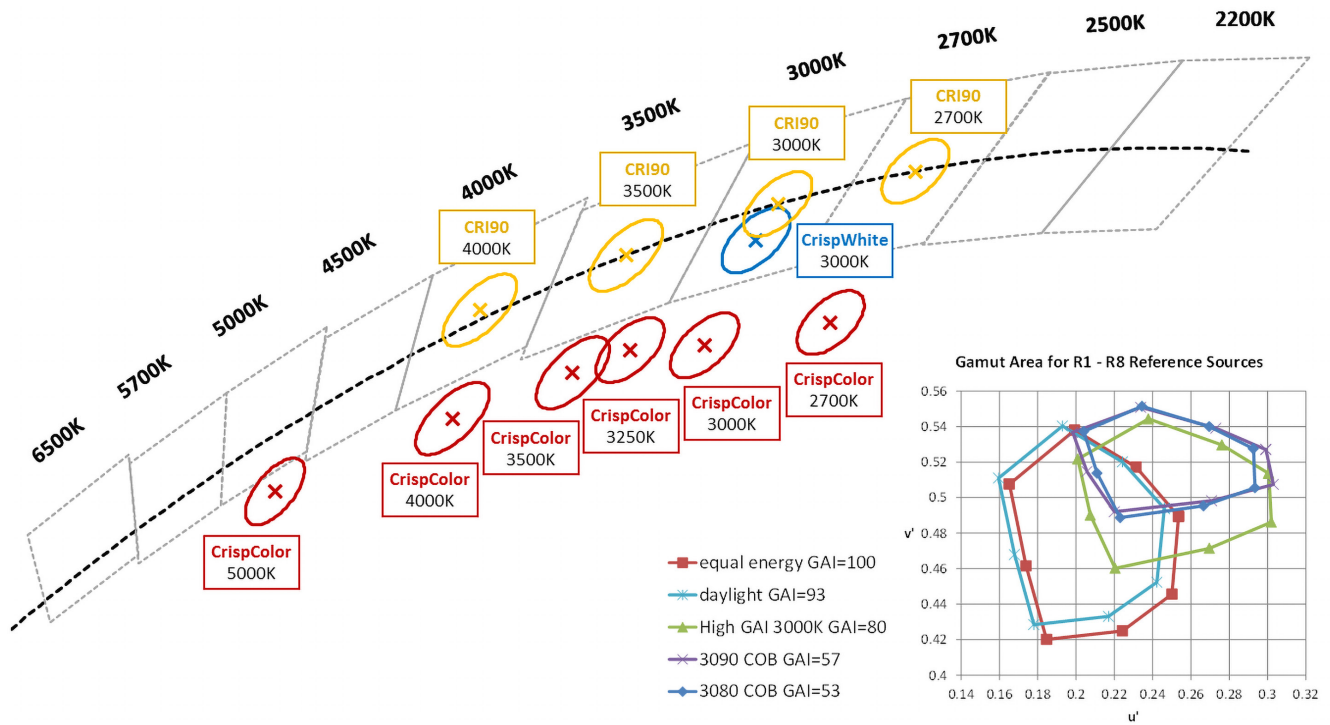 2200K
2500K
2700K
3000K
3500K
4000K
4500K
5000K
5700K
6500K
CRI90
2700K
CRI90
3000K
CRI90
3500K
CRI90
4000K
CrispWhite
3000K
CrispColor
2700K
CrispColor
3000K
CrispColor
3250K
CrispColor
3500K
CrispColor
4000K
CrispColor
5000K
equal energy GAI=100
daylight GAI=93
High GAI 3000K GAI=80
3090 COB GAI=57
3080 COB GAI=53
Gamut Area for R1 - R8 Reference Sources
0.56
0.54
0.52
0.5
0.48
0.46
0.44
0.42
0.4
v'
0.14 0.16 0.18 0.2 0.22 0.24 0.26 0.28 0.3 0.32
u'